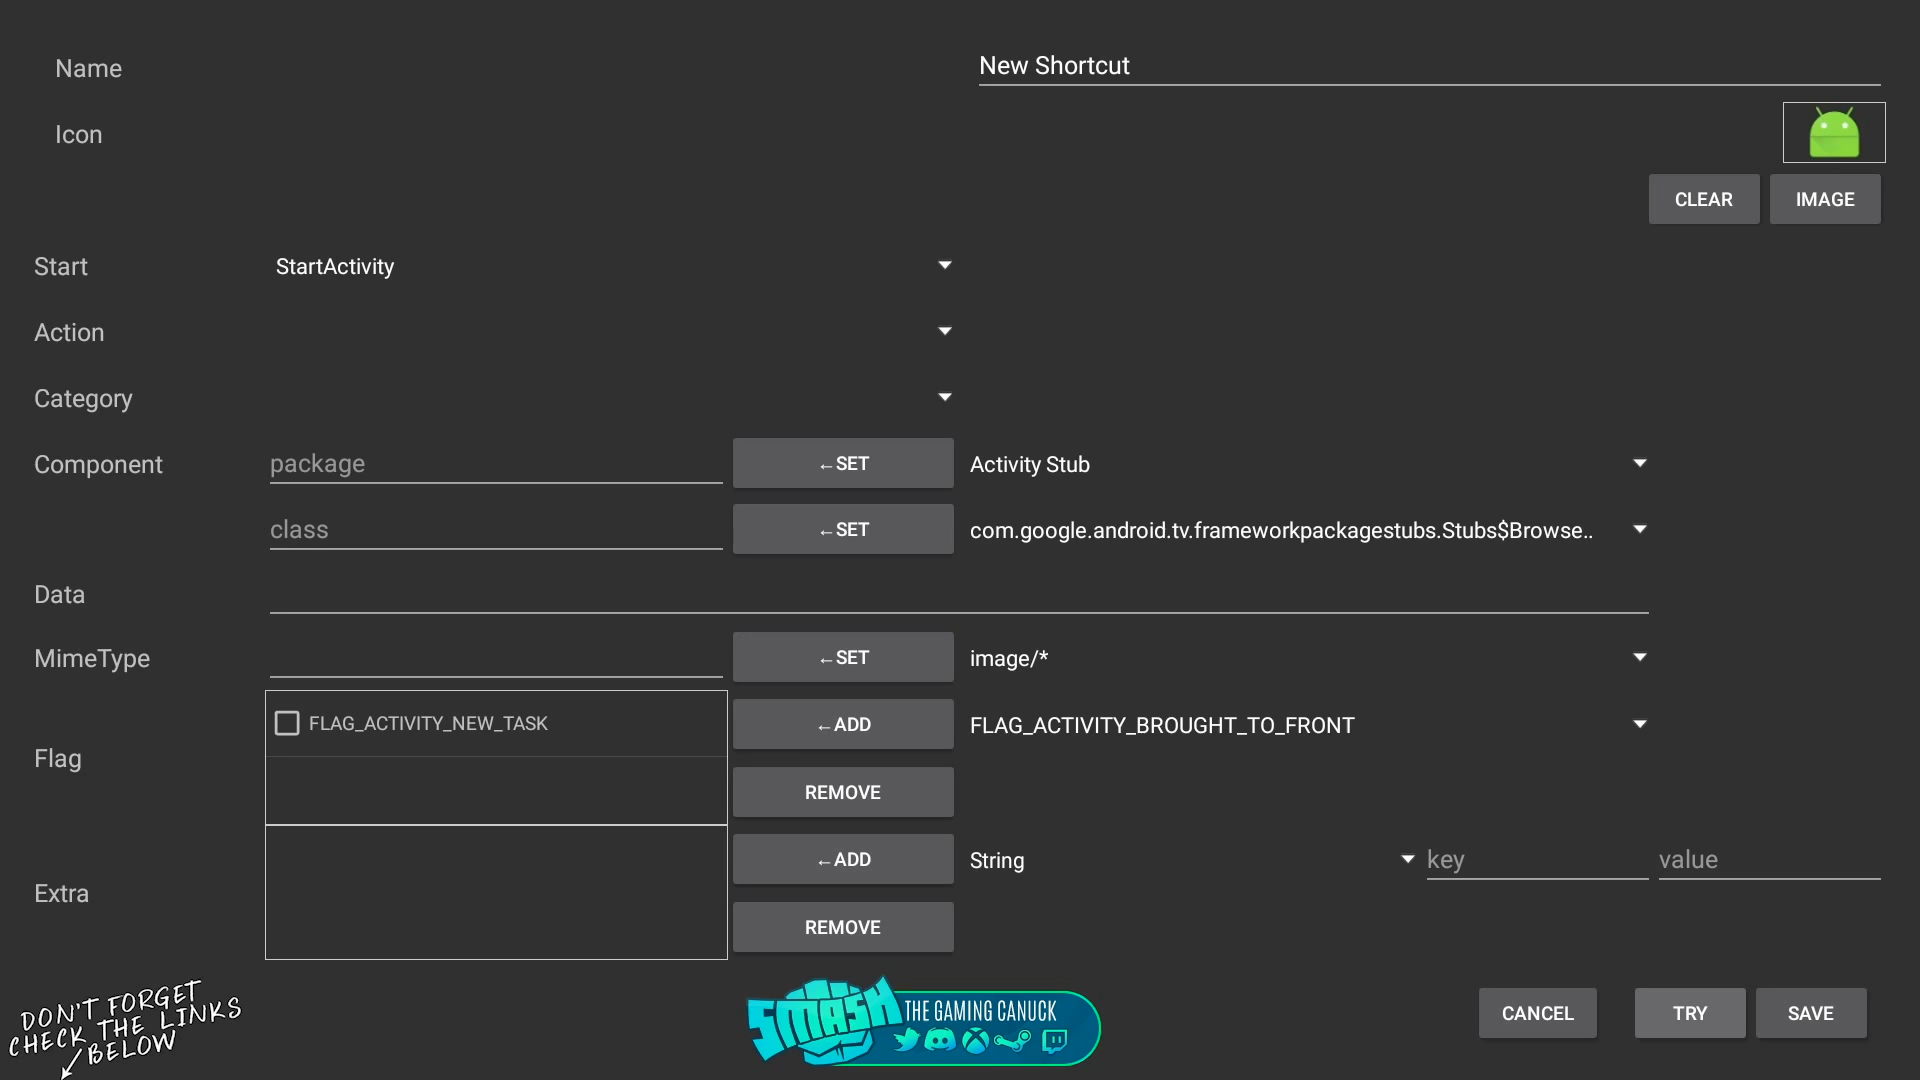 Name
New Shortcut
Icon
CLEAR
IMAGE
Start
StartActivity
Action
Category
Component
package
←SET
Activity Stub
class
←SET
com.google.android.tv.frameworkpackagestubs.Stubs$Browse..
Data
MimeType
←SET
image/*
Flag
FLAG_ACTIVITY_NEW_TASK
←ADD
FLAG_ACTIVITY_BROUGHT_TO_FRONT
REMOVE
Extra
←ADD
String
key
value
REMOVE
DON'T FORGET
CHECK THE LINKS
BELOW
SMASH
THE GAMING CANUCK
CANCEL
TRY
SAVE